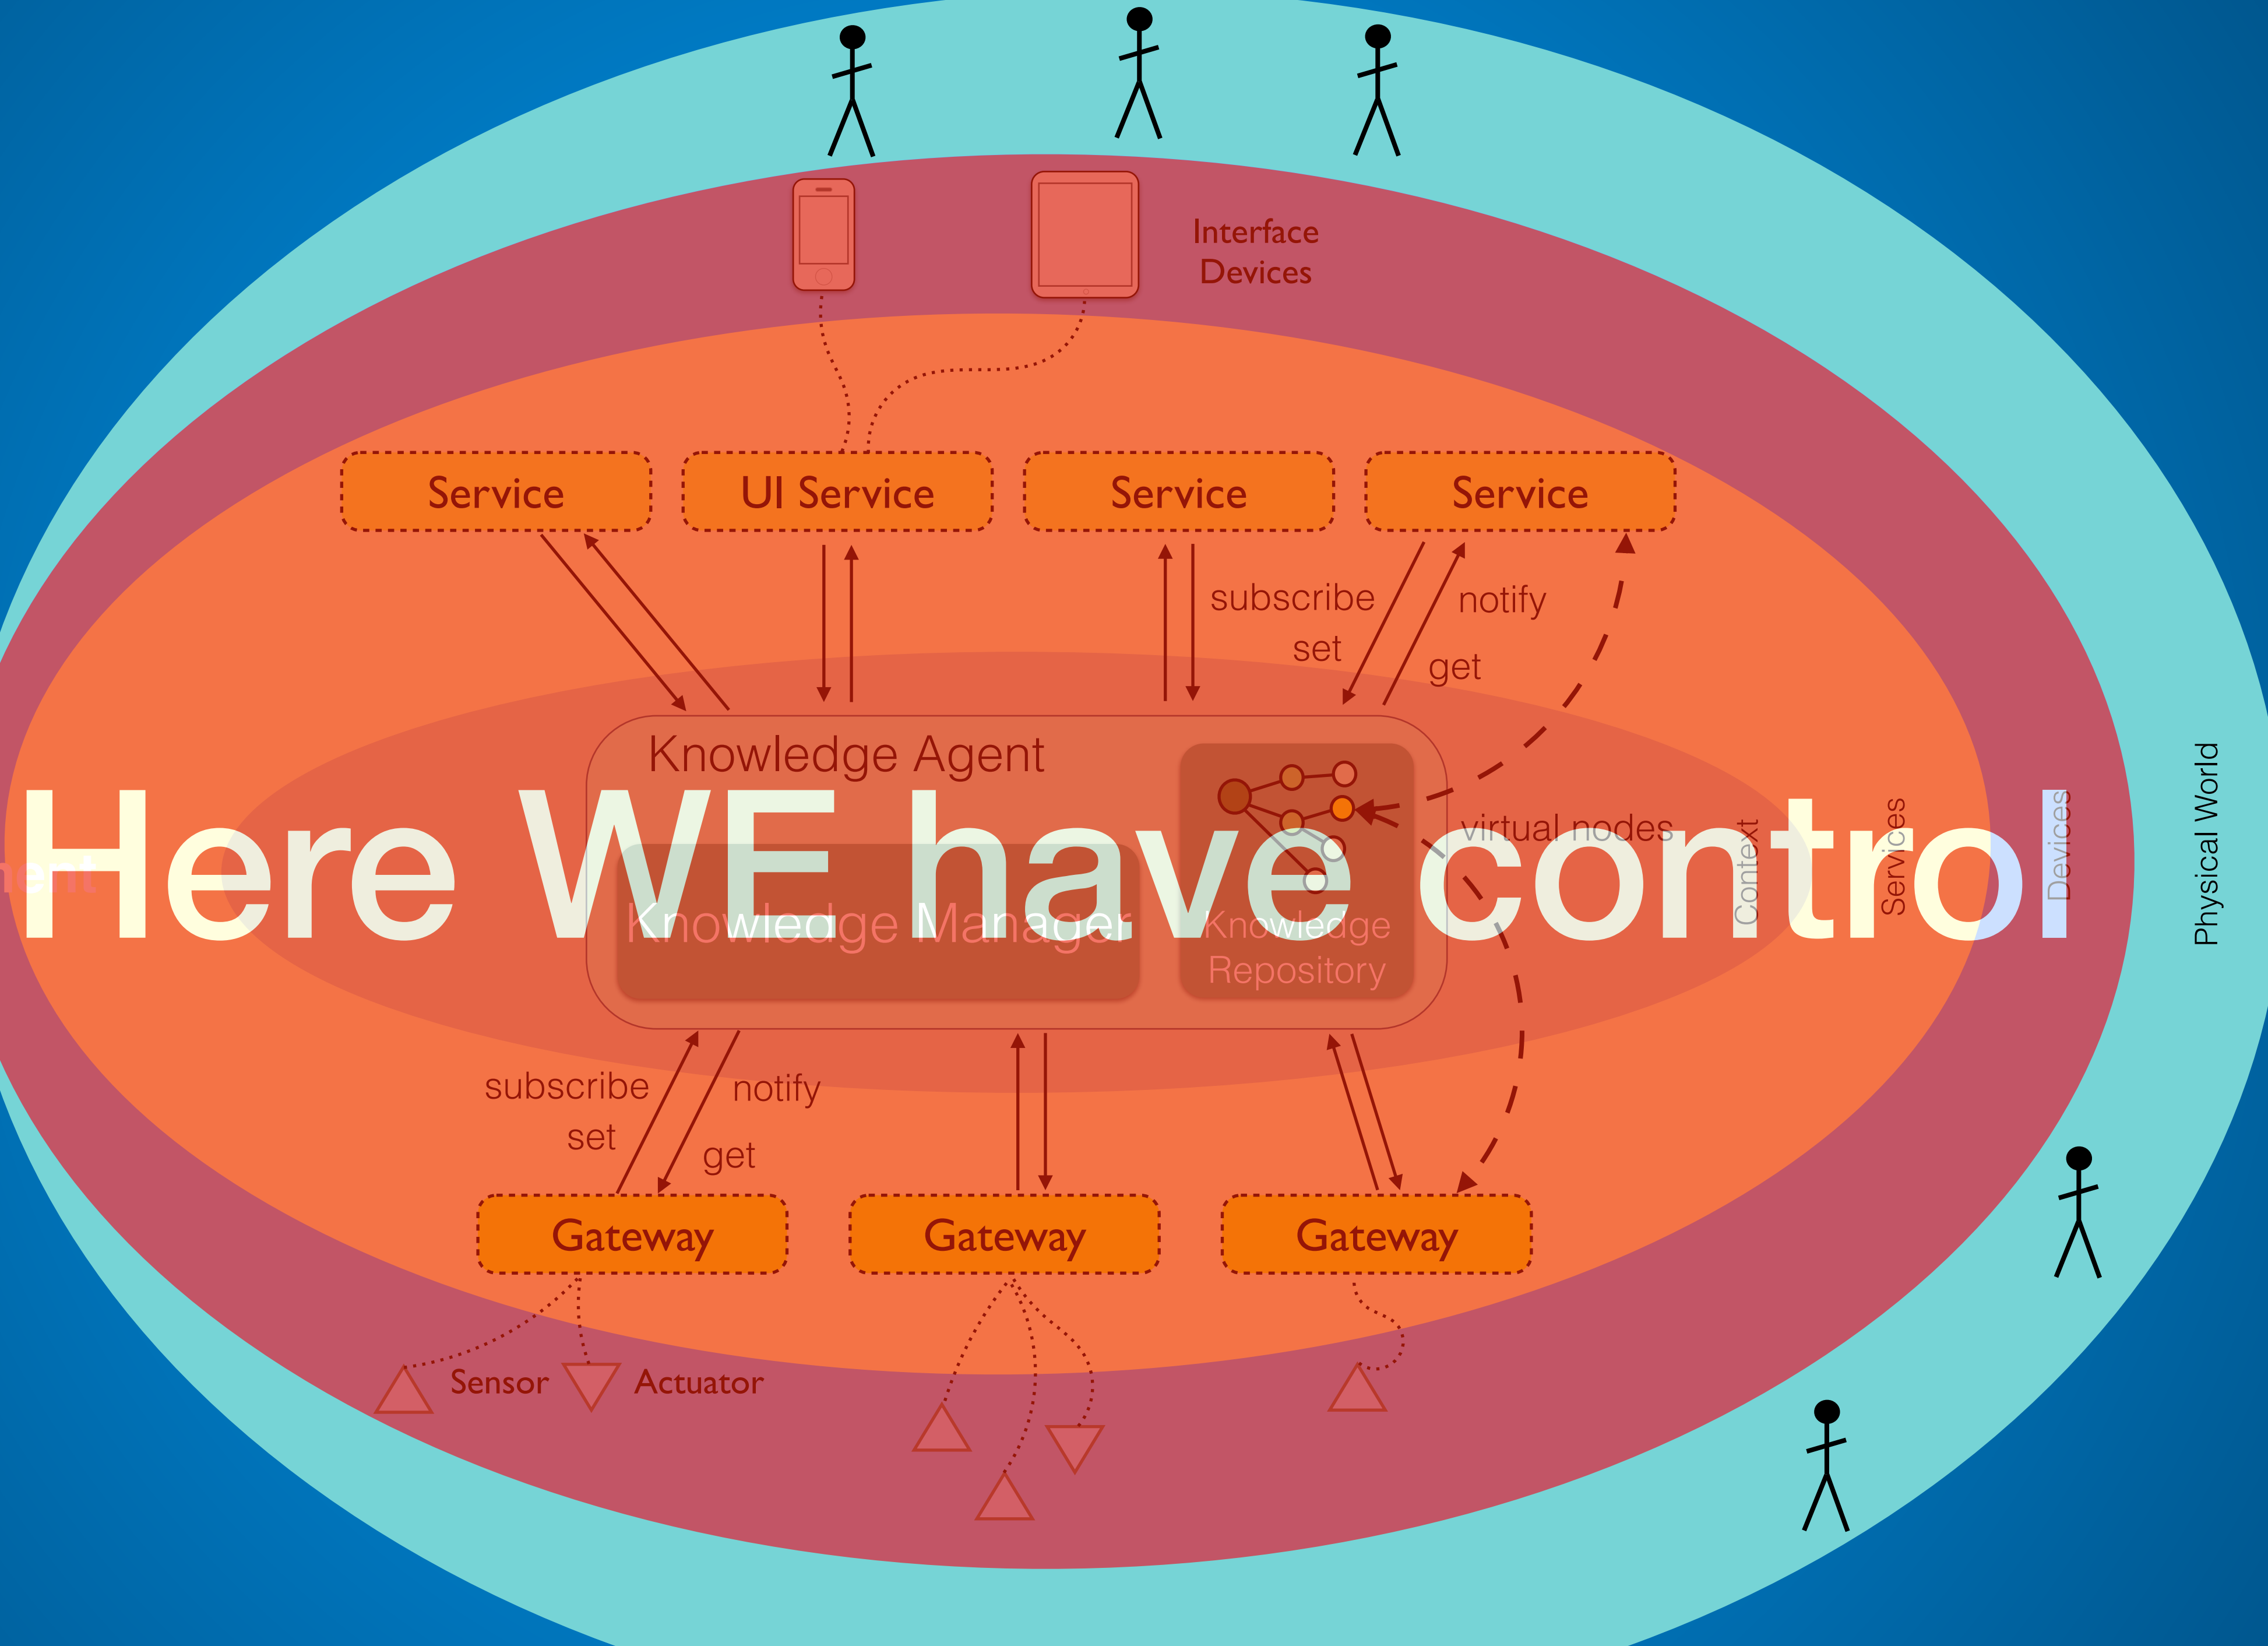 Interface
Devices
Service
UI Service
Service
Service
subscribe
set
notify
get
Knowledge Agent
virtual nodes
Here WE have control
Knowledge Manager
Knowledge
Repository
Context
Services
Devices
Physical World
subscribe
set
notify
get
Gateway
Gateway
Gateway
Sensor
Actuator